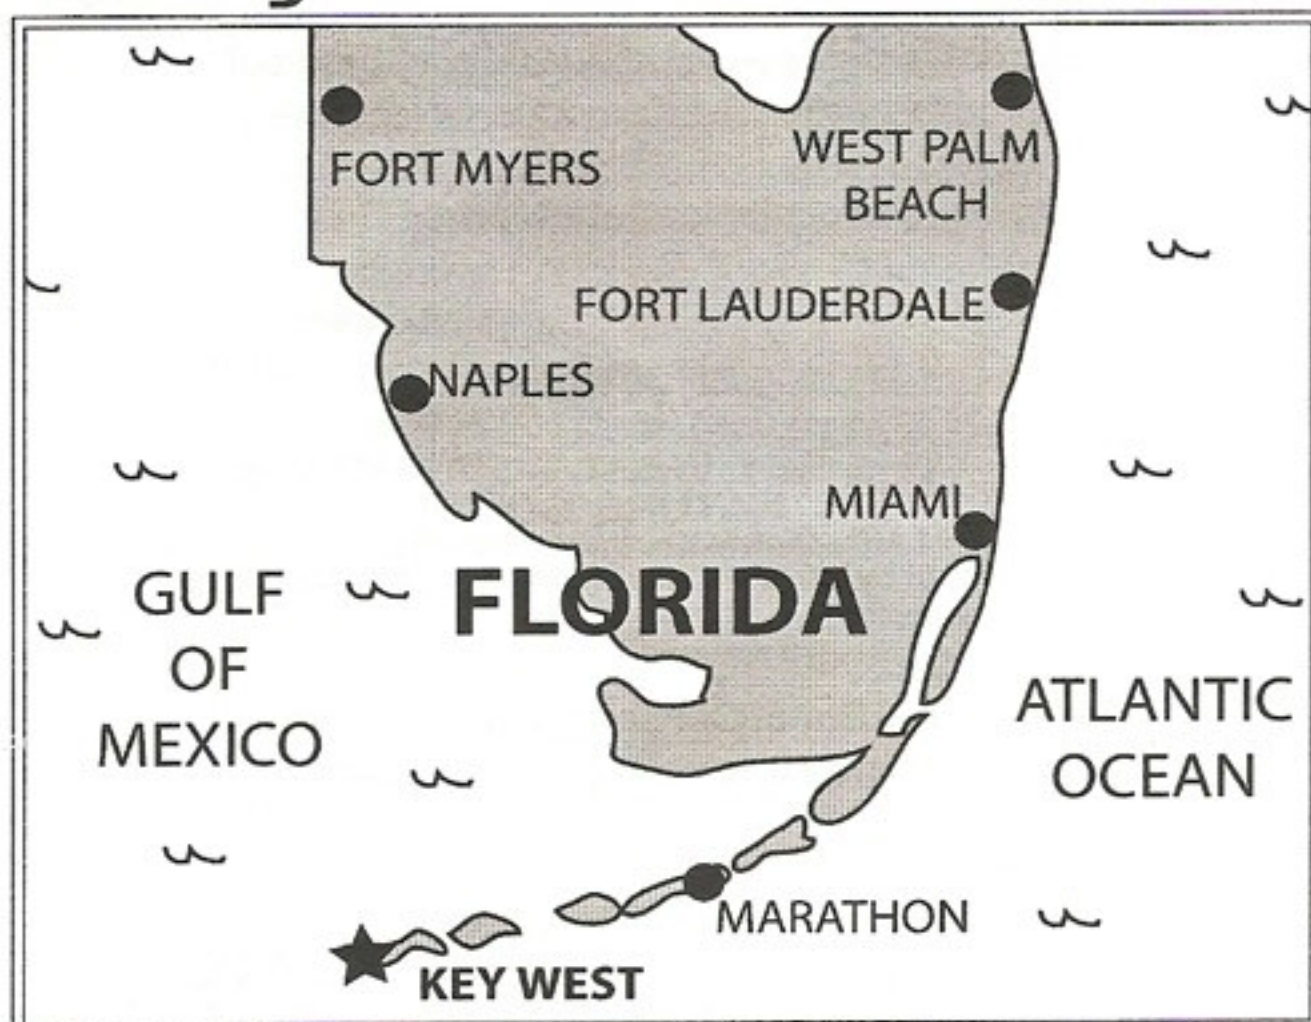 FORT MYERS
WEST PALM
BEACH
FORT LAUDERDALE
NAPLES
MIAMI
FLORIDA
GULF
OF
MEXICO
ATLANTIC
OCEAN
MARATHON
KEY WEST